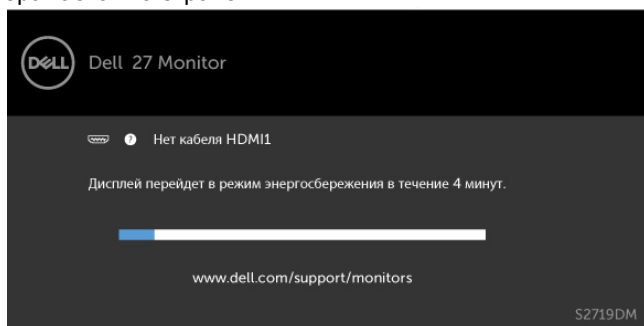 DELL
Dell 27 Monitor
Нет кабеля HDMI1
Дисплей перейдет в режим энергосбережения в течение 4 минут.
www.dell.com/support/monitors
S2719DM